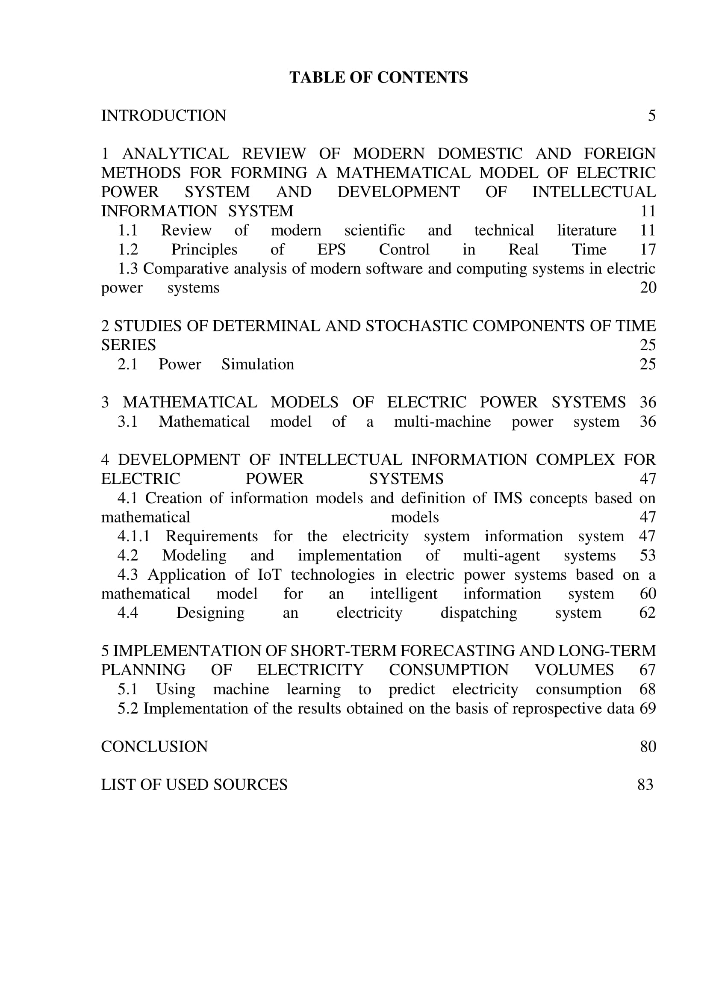 TABLE OF CONTENTS
INTRODUCTION 5
1 ANALYTICAL REVIEW OF MODERN DOMESTIC AND FOREIGN
METHODS FOR FORMING A MATHEMATICAL MODEL OF ELECTRIC
POWER SYSTEM AND DEVELOPMENT OF INTELLECTUAL
INFORMATION SYSTEM 11
1.1 Review of modern scientific and technical literature 11
1.2 Principles of EPS Control in Real Time 17
1.3 Comparative analysis of modern software and computing systems in electric
power systems 20
2 STUDIES OF DETERMINAL AND STOCHASTIC COMPONENTS OF TIME
SERIES 25
2.1 Power Simulation 25
3 MATHEMATICAL MODELS OF ELECTRIC POWER SYSTEMS 36
3.1 Mathematical model of a multi-machine power system 36
4 DEVELOPMENT OF INTELLECTUAL INFORMATION COMPLEX FOR
ELECTRIC POWER SYSTEMS 47
4.1 Creation of information models and definition of IMS concepts based on
mathematical models 47
4.1.1 Requirements for the electricity system information system 47
4.2 Modeling and implementation of multi-agent systems 53
4.3 Application of IoT technologies in electric power systems based on a
mathematical model for an intelligent information system 60
4.4 Designing an electricity dispatching system 62
5 IMPLEMENTATION OF SHORT-TERM FORECASTING AND LONG-TERM
PLANNING OF ELECTRICITY CONSUMPTION VOLUMES 67
5.1 Using machine learning to predict electricity consumption 68
5.2 Implementation of the results obtained on the basis of reprospective data 69
CONCLUSION 80
LIST OF USED SOURCES 83